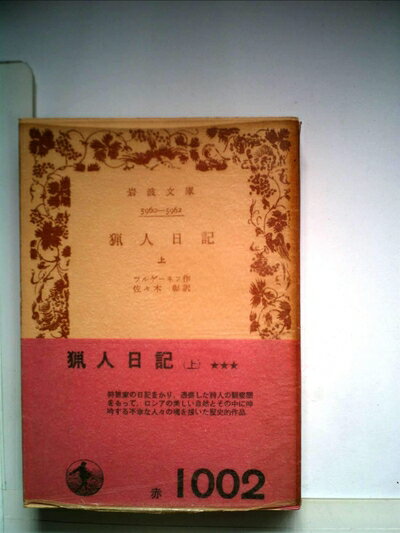 岩波文庫
5960—5962
猟人日記
上
ツルゲーネフ作
佐々木彰訳
猟人日記(上)★★★
狩猟家の日記をかり、透徹した詩人の観察眼
をもって、ロシアの美しい自然とその中に呻
吟する不幸な人々の魂を描いた歴史的作品
赤 1002